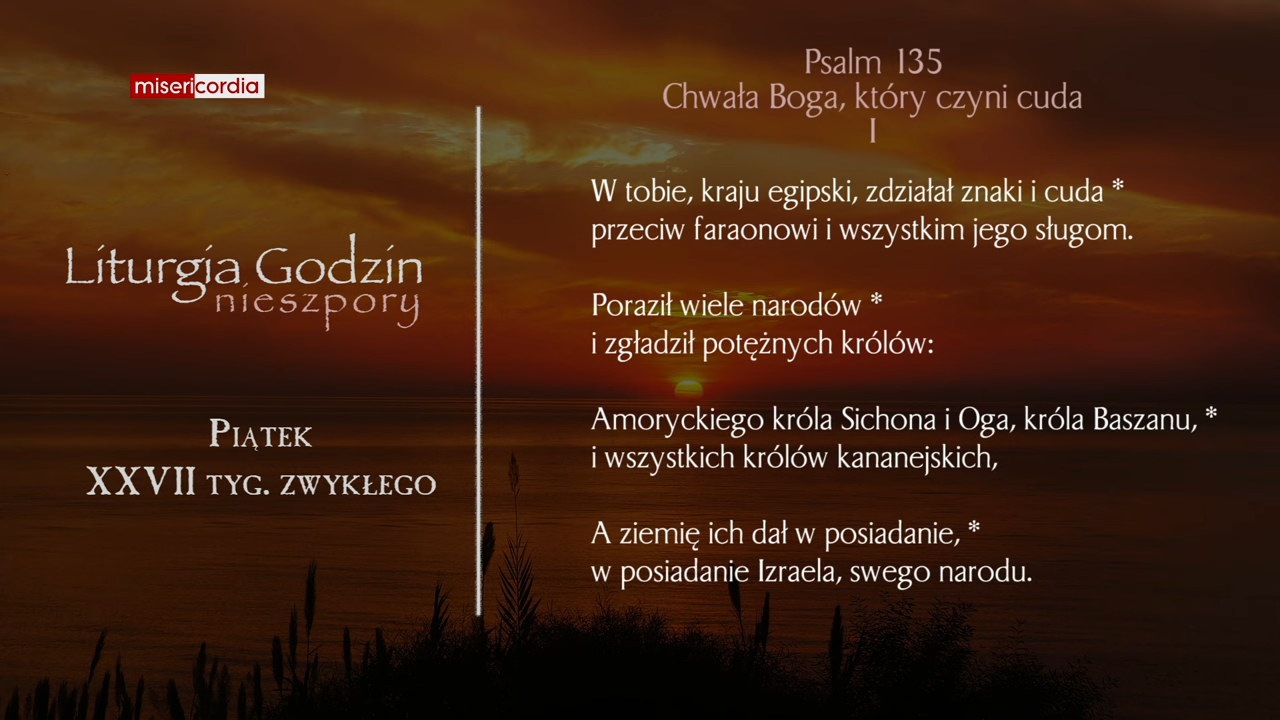 misericordia
Liturgia Godzin
nieszpory
Piątek
XXVII tyg. zwykłego
Psalm 135
Chwała Boga, który czyni cuda
I
W tobie, kraju egipski, zdziałał znaki i cuda *
przeciw faraonowi i wszystkim jego sługom.
Poraził wiele narodów *
i zgładził potężnych królów:
Amoryckiego króla Sichona i Oga, króla Baszanu, *
i wszystkich królów kananejskich,
A ziemię ich dał w posiadanie, *
w posiadanie Izraela, swego narodu.